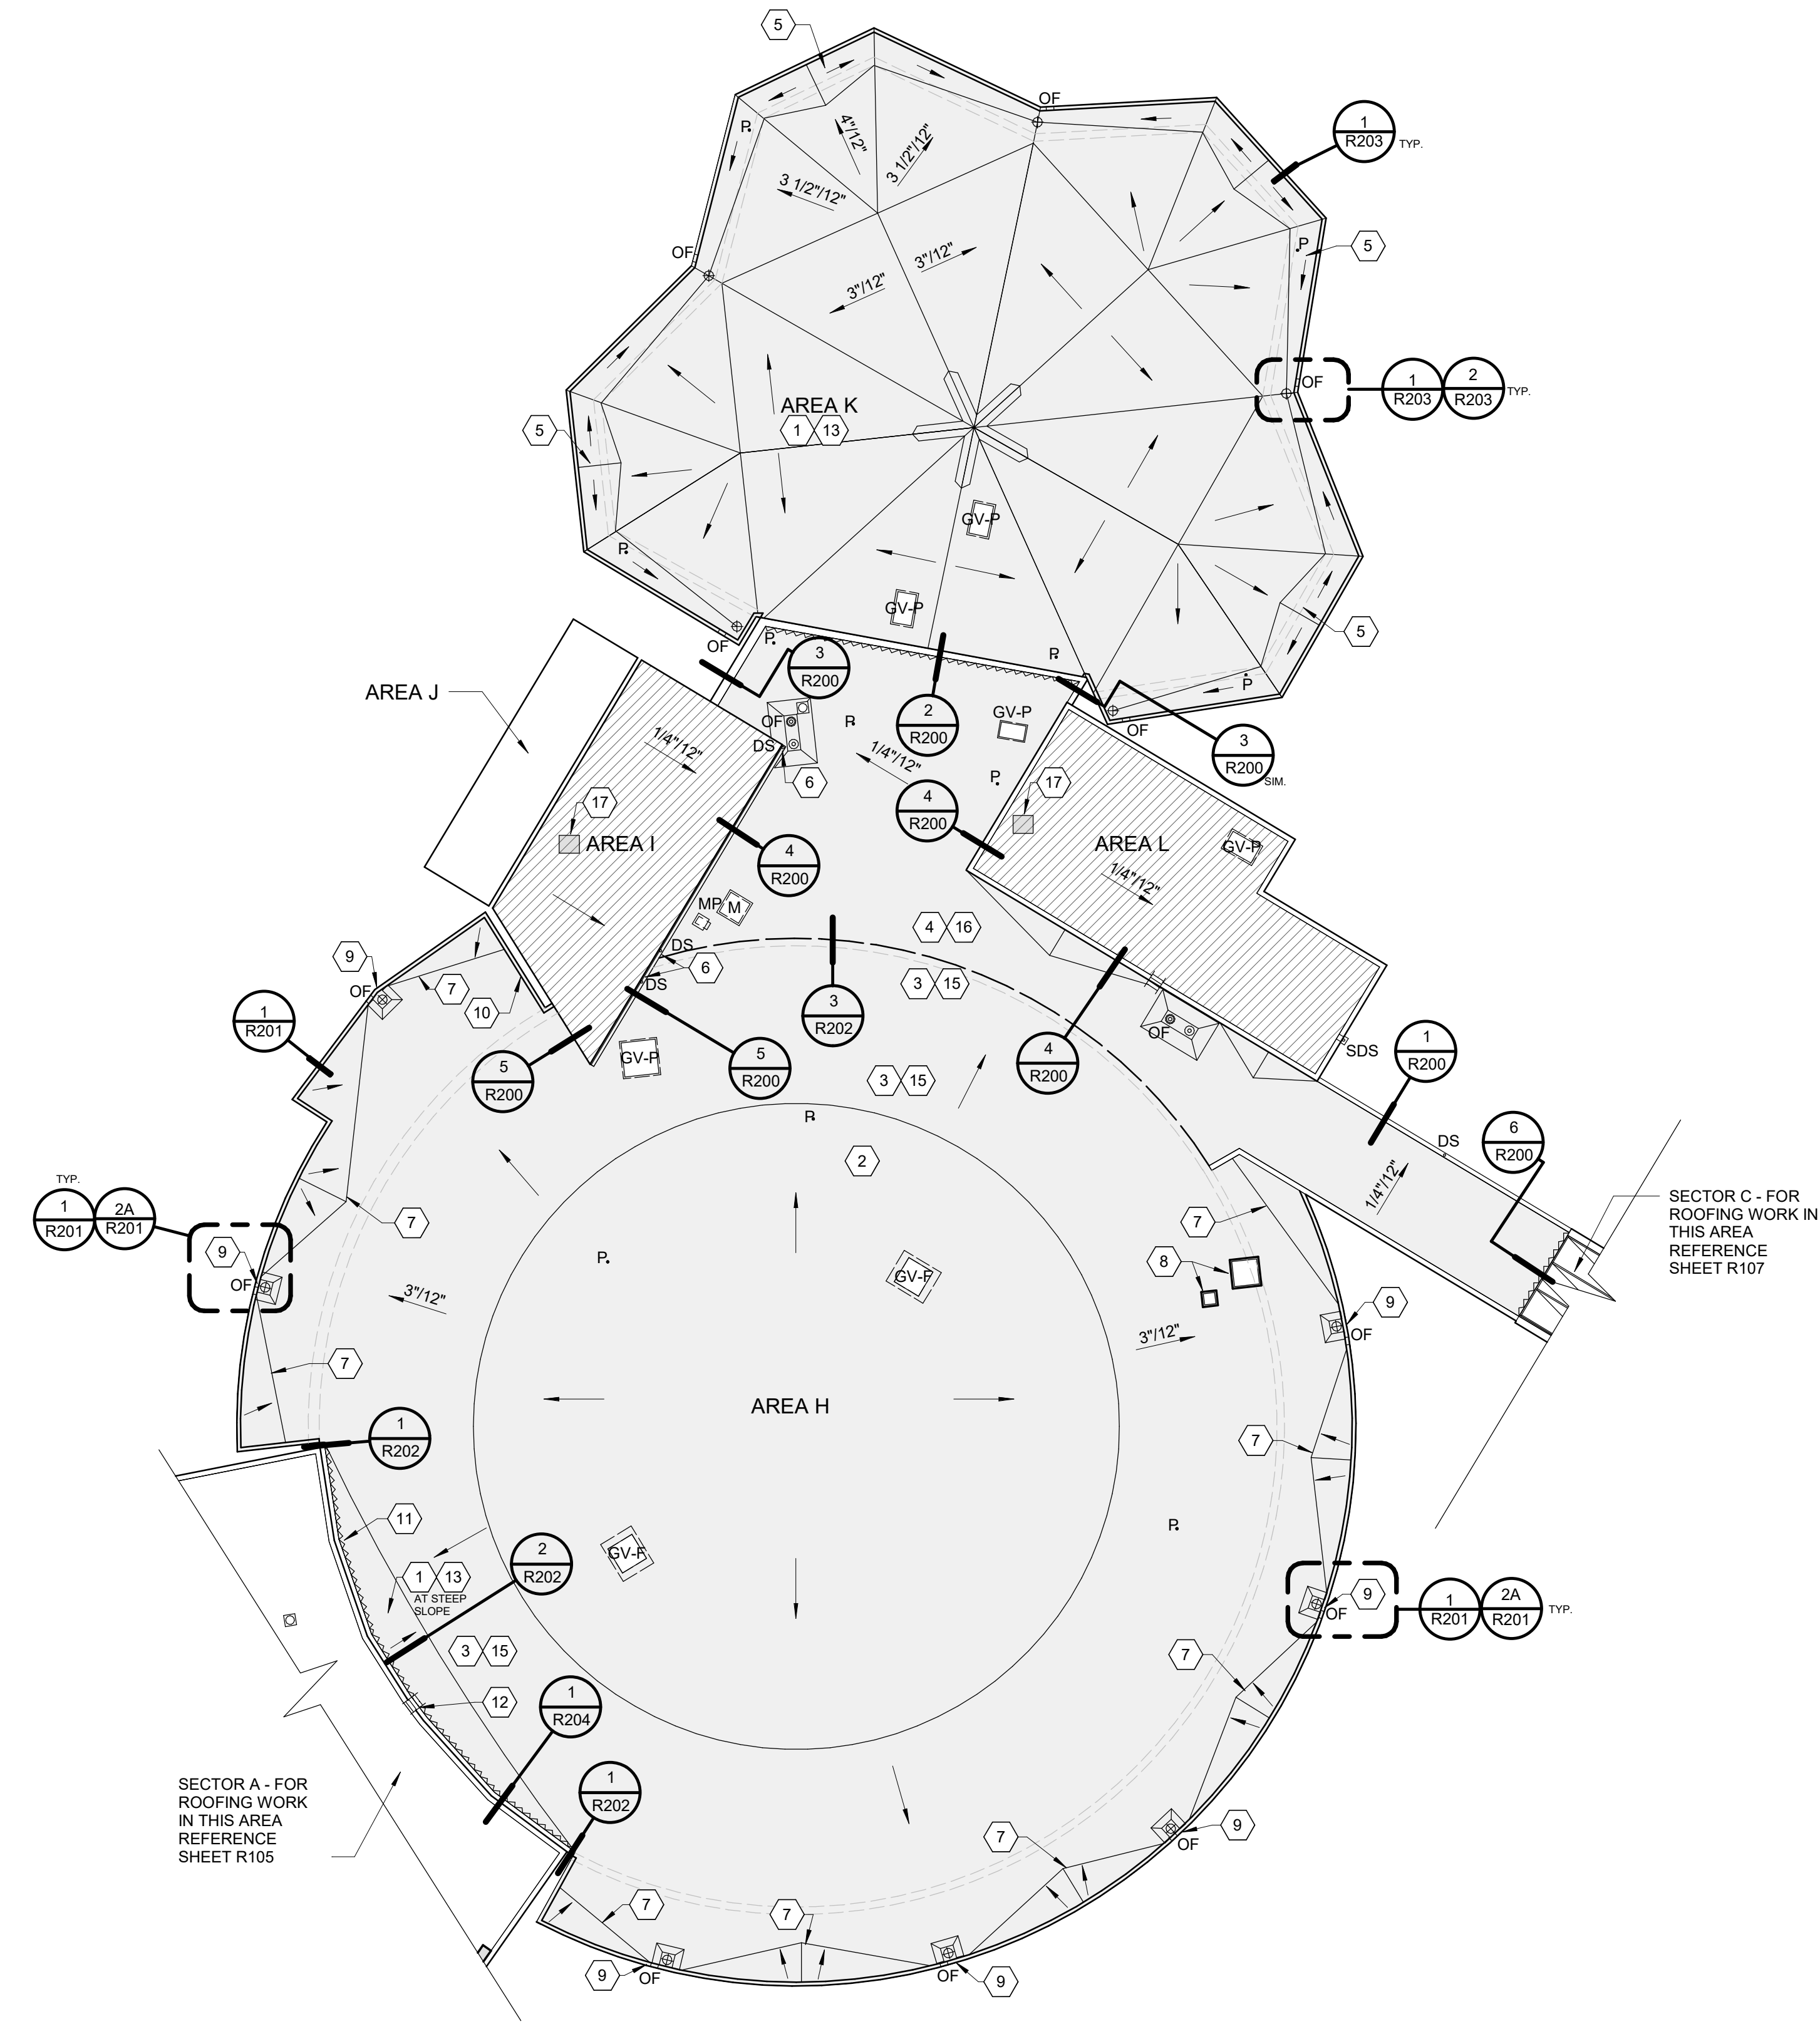 5
OF
1
R203
TYP.
P.
4"/12"
3 1/2"/12"
3 1/2"/12"
P
5
OF
3"/12"
3"/12"
OF
1
R203
2
R203
TYP.
AREA K
1
13
5
GV-P
P.
GV-P
5
OF
P.
3
R200
P.
P
AREA J
OF
DS
P.
2
R200
GV-P
OF
3
R200
SIM.
1/4"/12"
1/4"/12"
6
P.
17
17
4
R200
AREA I
AREA L
GV-P
4
R200
1/4"/12"
MP
M
4
16
DS
9
6
OF
7
DS
3
15
10
1
R201
3
R202
OF
SDS
1
R200
GV-P
5
R200
5
R200
4
R200
3
15
P.
DS
6
R200
2
1/4"/12"
TYP.
1
R201
2A
R201
7
7
SECTOR C - FOR
ROOFING WORK IN
THIS AREA
REFERENCE
SHEET R107
9
P.
8
OF
GV-F
3"/12"
9
3"/12"
OF
7
AREA H
1
R202
7
11
P.
2
R202
GV-F
1
13
AT STEEP
SLOPE
9
OF
1
R201
2A
R201
TYP.
3
15
7
12
1
R204
SECTOR A - FOR
ROOFING WORK
IN THIS AREA
REFERENCE
SHEET R105
1
R202
9
7
OF
7
7
9
OF
OF
9